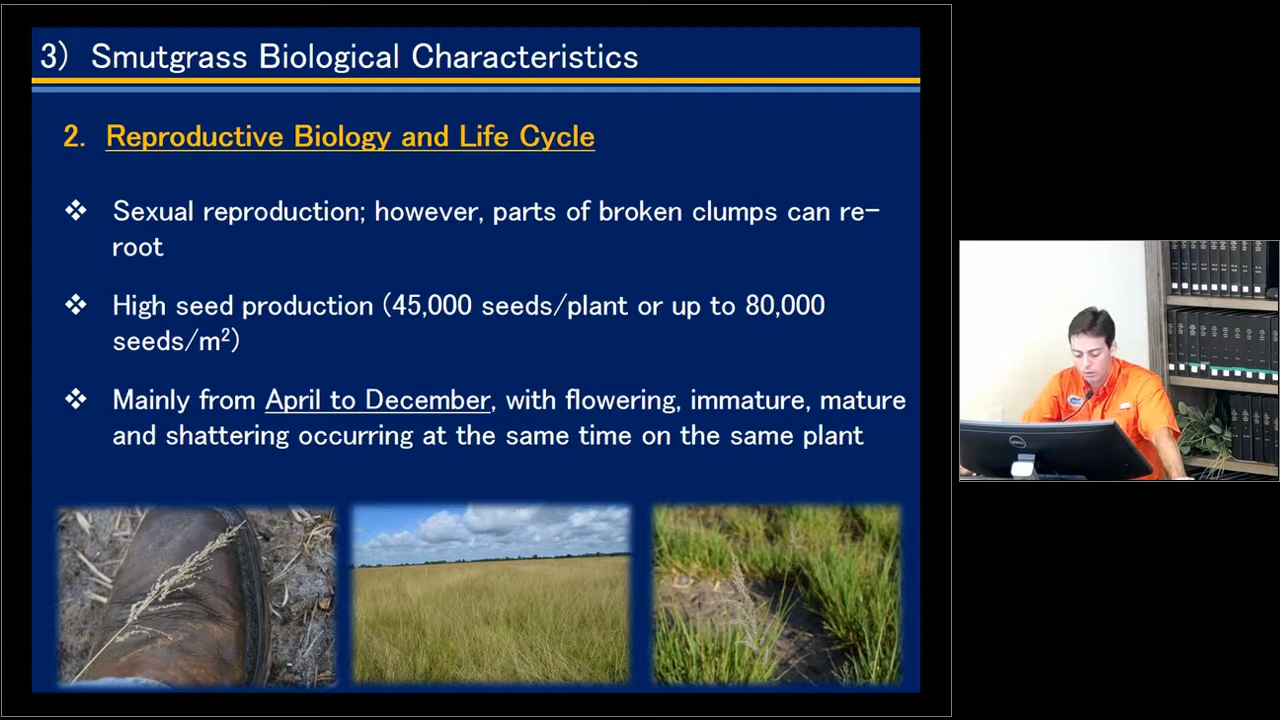 3) Smutgrass Biological Characteristics
2. Reproductive Biology and Life Cycle
❖ Sexual reproduction; however, parts of broken clumps can re-
root
❖ High seed production (45,000 seeds/plant or up to 80,000
seeds/m²)
❖ Mainly from April to December, with flowering, immature, mature
and shattering occurring at the same time on the same plant
DELL